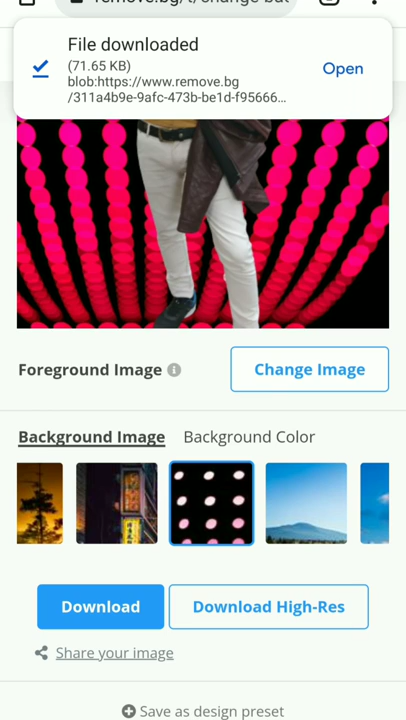 File downloaded
(71.65 KB)
blob:https://www.remove.bg
/311a4b9e-9afc-473b-be1d-f95666...
Open
Foreground Image
Change Image
Background Image
Background Color
Download
Download High-Res
Share your image
Save as design preset